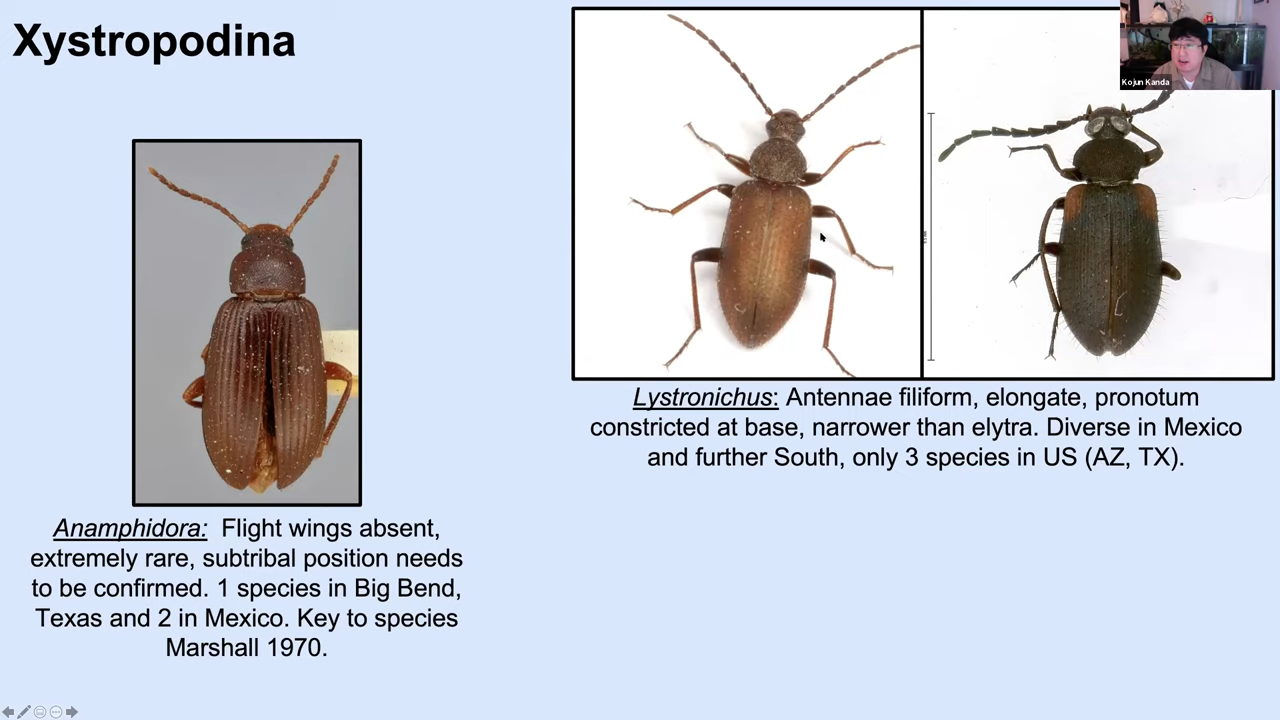 Xystropodina
Kojun Kanda
Lystronichus: Antennae filiform, elongate, pronotum
constricted at base, narrower than elytra. Diverse in Mexico
and further South, only 3 species in US (AZ, TX).
Anamphidora:  Flight wings absent,
extremely rare, subtribal position needs
to be confirmed. 1 species in Big Bend,
Texas and 2 in Mexico. Key to species
Marshall 1970.